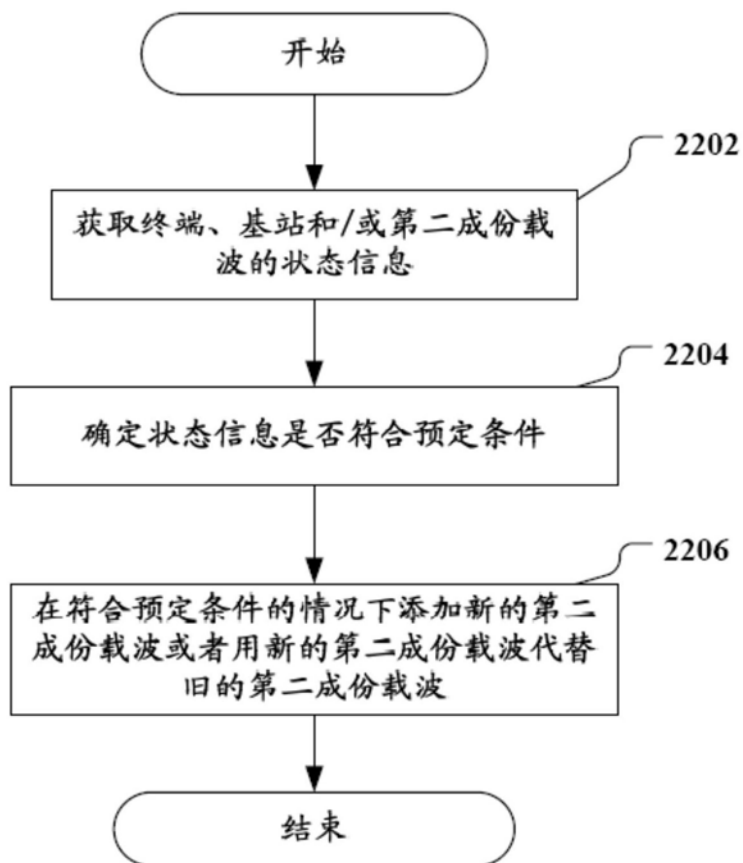 开始
2202
获取终端、基站和/或第二成份载
波的状态信息
2204
确定状态信息是否符合预定条件
2206
在符合预定条件的情况下添加新的第二
成份载波或者用新的第二成份载波代替
旧的第二成份载波
结束